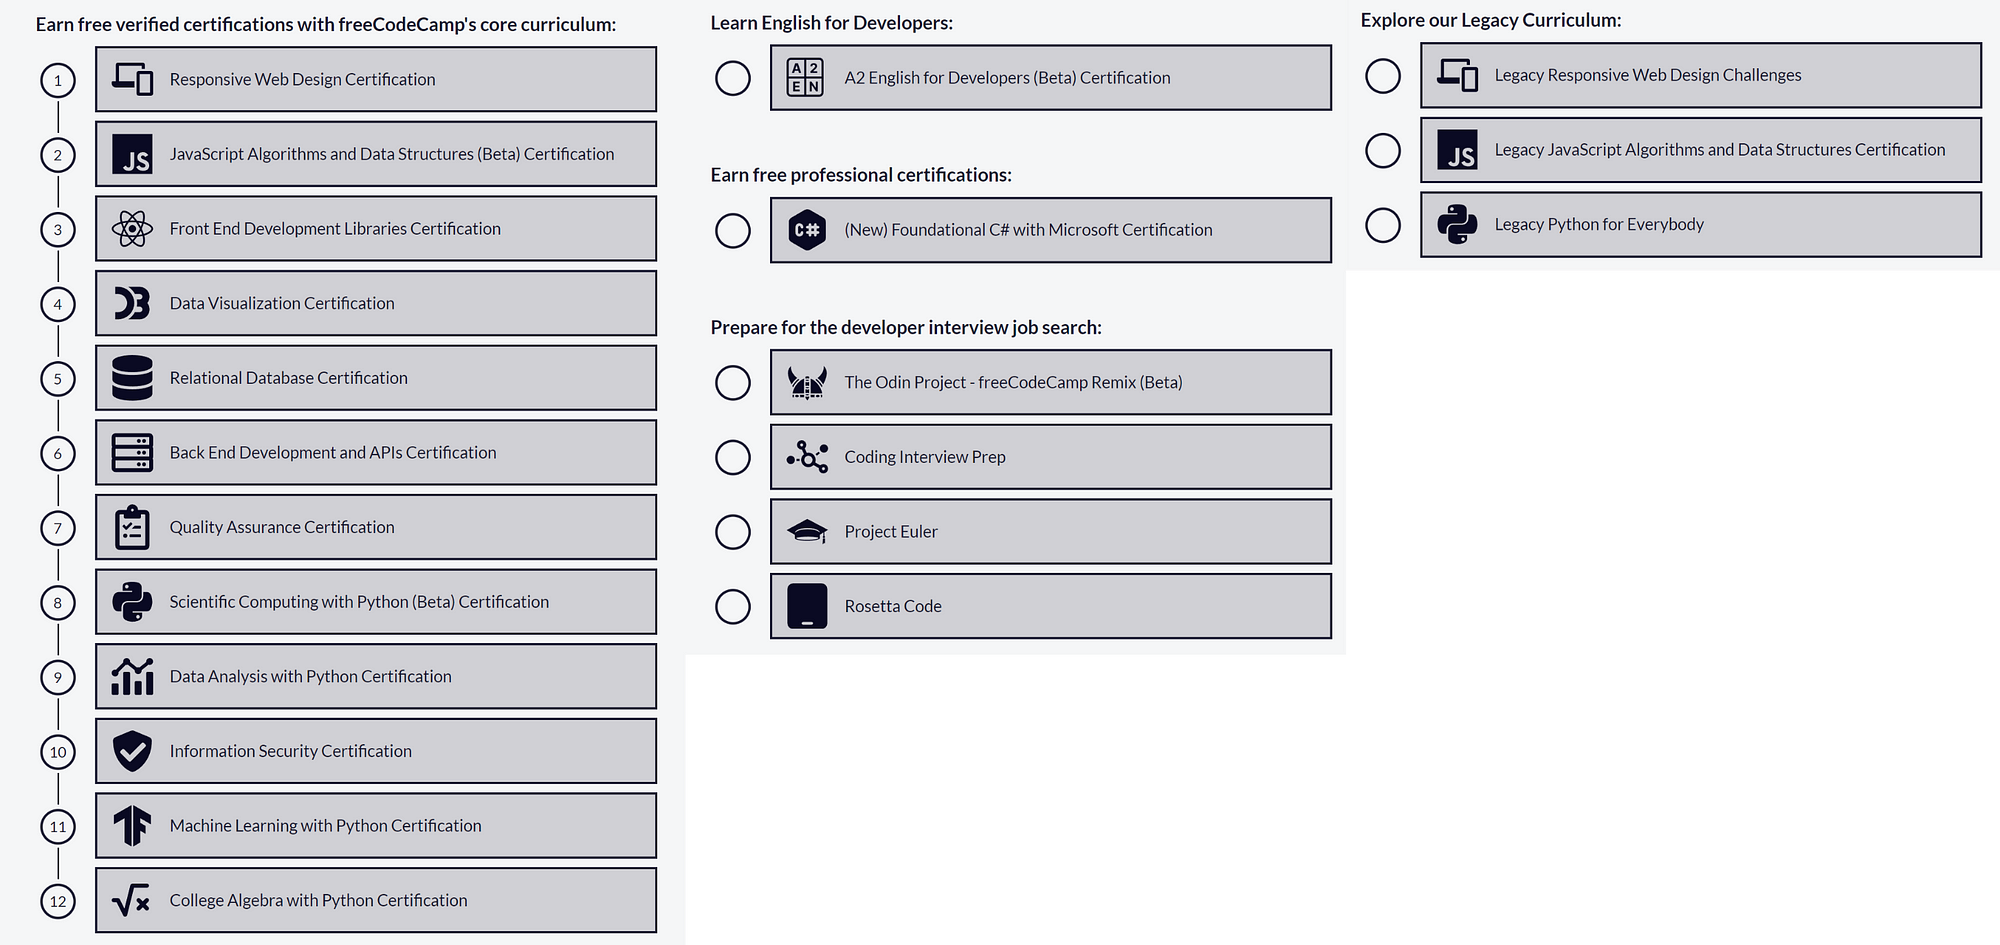 Earn free verified certifications with freeCodeCamp's core curriculum:
1
Responsive Web Design Certification
2
JS
JavaScript Algorithms and Data Structures (Beta) Certification
3
Front End Development Libraries Certification
4
Data Visualization Certification
5
Relational Database Certification
6
Back End Development and APIs Certification
7
Quality Assurance Certification
8
Scientific Computing with Python (Beta) Certification
9
Data Analysis with Python Certification
10
Information Security Certification
11
Machine Learning with Python Certification
12
√x
College Algebra with Python Certification
Learn English for Developers:
A 2
E N
A2 English for Developers (Beta) Certification
Earn free professional certifications:
C#
(New) Foundational C# with Microsoft Certification
Prepare for the developer interview job search:
The Odin Project - freeCodeCamp Remix (Beta)
Coding Interview Prep
Project Euler
Rosetta Code
Explore our Legacy Curriculum:
Legacy Responsive Web Design Challenges
JS
Legacy JavaScript Algorithms and Data Structures Certification
Legacy Python for Everybody